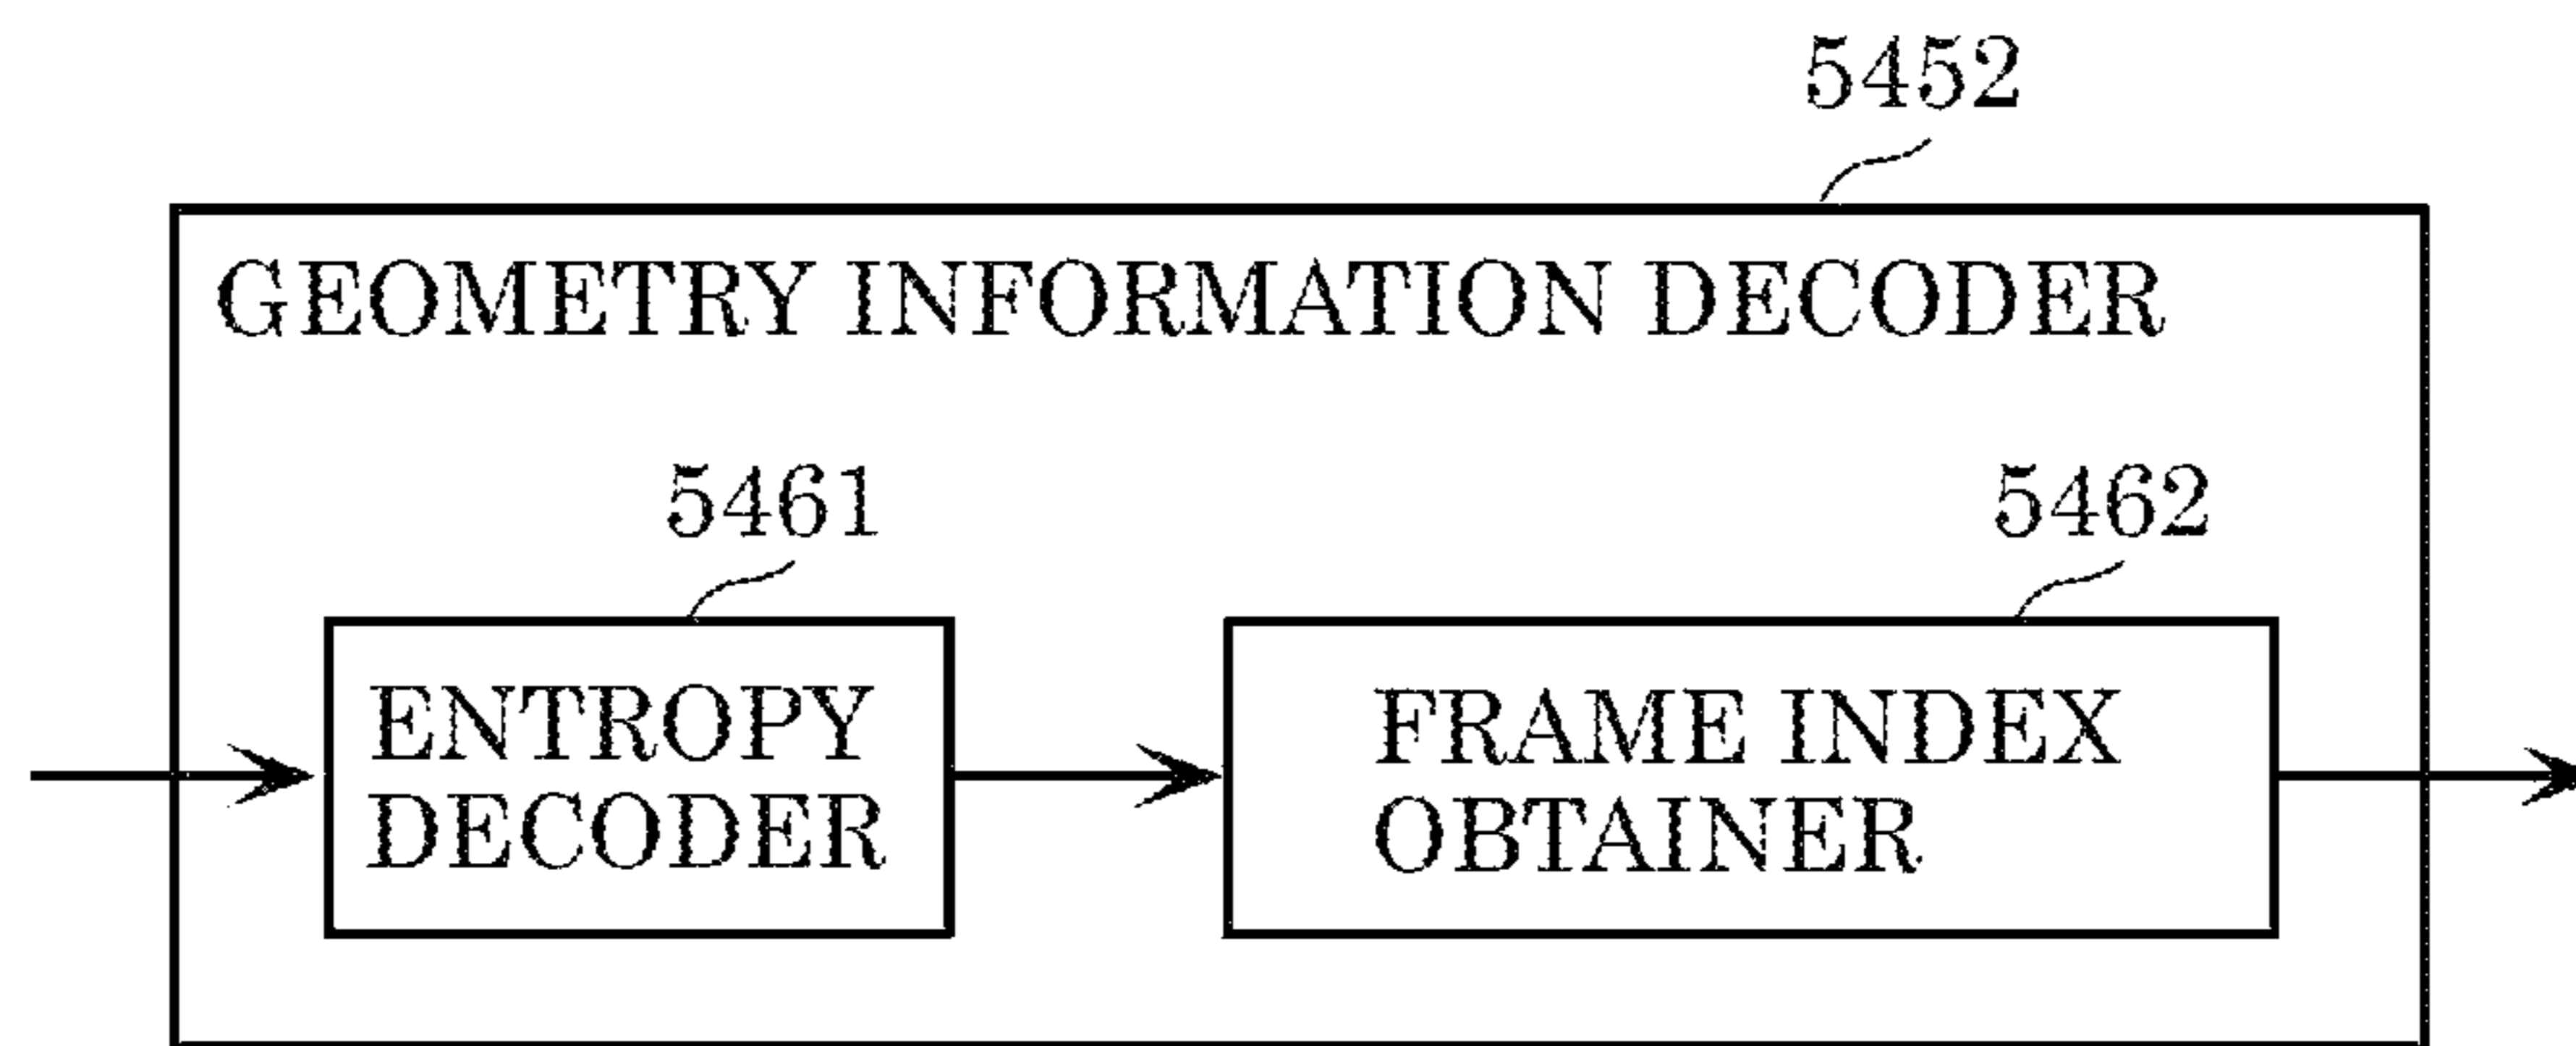 5452
GEOMETRY INFORMATION DECODER
5461
5462
ENTROPY
DECODER
FRAME INDEX
OBTAINER